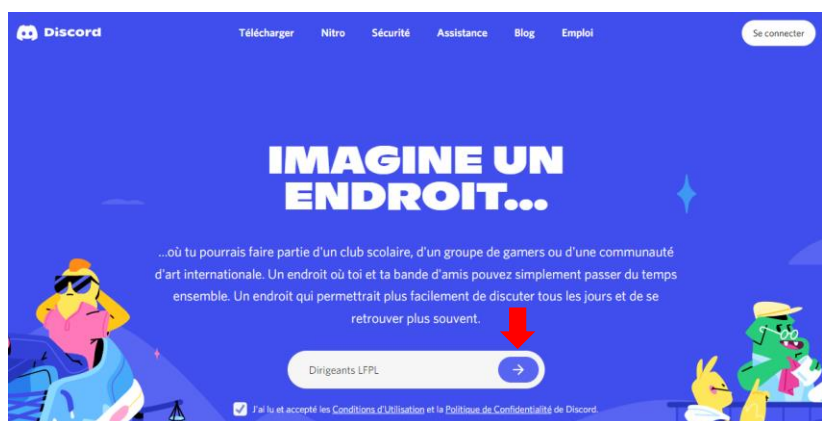 Discord
Télécharger Nitro Sécurité Assistance Blog Emploi
Se connecter
IMAGINE UN
ENDROIT...
...où tu pourrais faire partie d'un club scolaire, d'un groupe de gamers ou d'une communauté
d'art internationale. Un endroit où toi et ta bande d'amis pouvez simplement passer du temps
ensemble. Un endroit qui permettrait plus facilement de discuter tous les jours et de se
retrouver plus souvent.
Dirigeants LFPL
J'ai lu et accepté les Conditions d'Utilisation et la Politique de Confidentialité de Discord.